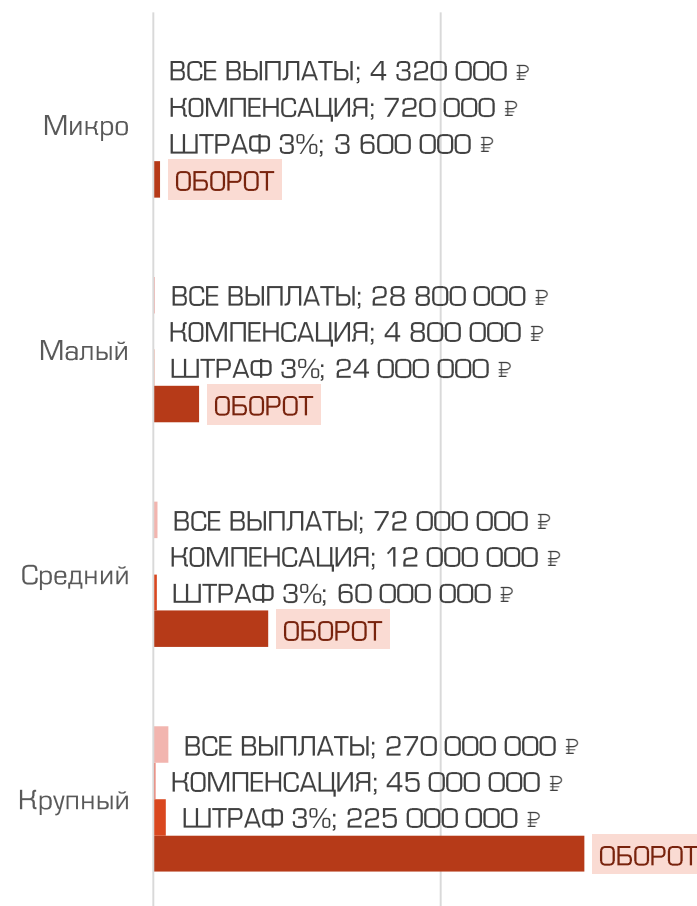 ВСЕ ВЫПЛАТЫ; 4 320 000 ₽
КОМПЕНСАЦИЯ; 720 000 ₽
Микро
ШТРАФ 3%; 3 600 000 ₽
ОБОРОТ
ВСЕ ВЫПЛАТЫ; 28 800 000 ₽
КОМПЕНСАЦИЯ; 4 800 000 ₽
Малый
ШТРАФ 3%; 24 000 000 ₽
ОБОРОТ
ВСЕ ВЫПЛАТЫ; 72 000 000 ₽
КОМПЕНСАЦИЯ; 12 000 000 ₽
Средний
ШТРАФ 3%; 60 000 000 ₽
ОБОРОТ
ВСЕ ВЫПЛАТЫ; 270 000 000 ₽
КОМПЕНСАЦИЯ; 45 000 000 ₽
Крупный
ШТРАФ 3%; 225 000 000 ₽
ОБОРОТ